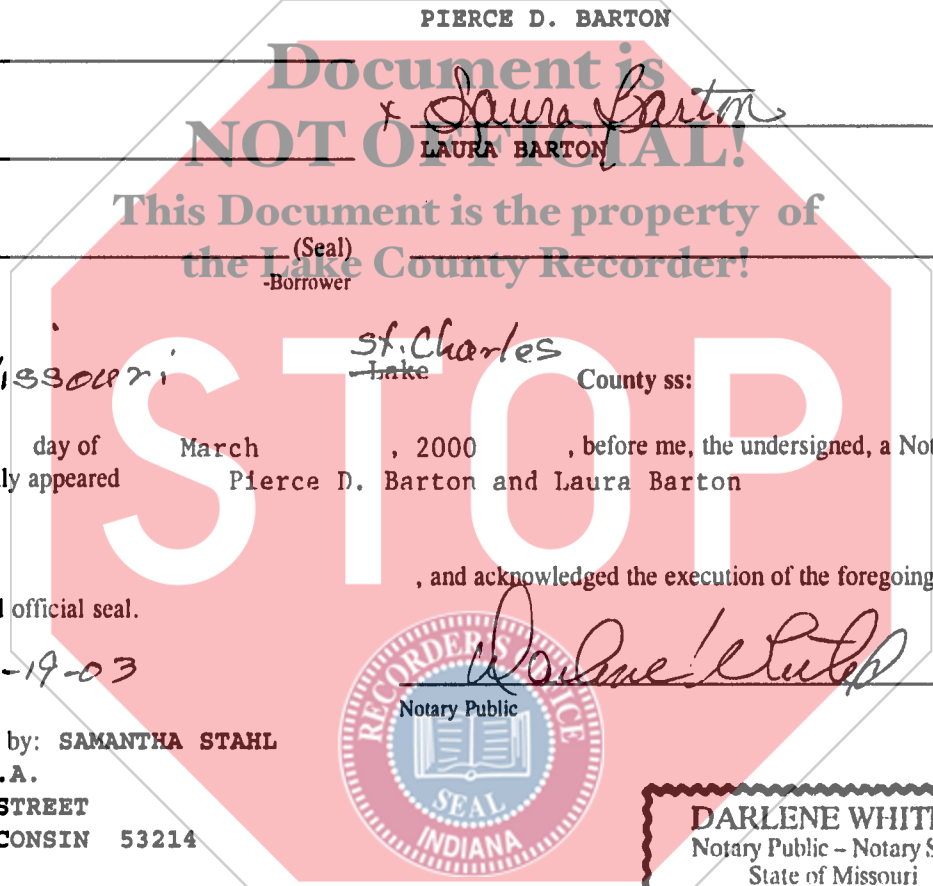 PIERCE D. BARTON
Document is
x Laura Barton
NOT OFFICIAL!
LAURA BARTON
This Document is the property of
(Seal)
the Lake County Recorder!
-Borrower
STOP
issouri St. Charles
Lake County ss:
day of March , 2000 , before me, the undersigned, a Not
ly appeared Pierce D. Barton and Laura Barton
, and acknowledged the execution of the foregoing
official seal.
-19-03
Notary Public
RECORDER'S OFFICE
SEAL
INDIANA
by: SAMANTHA STAHL
.A.
STREET
CONSIN 53214
DARLENE WHIT
Notary Public – Notary S
State of Missouri